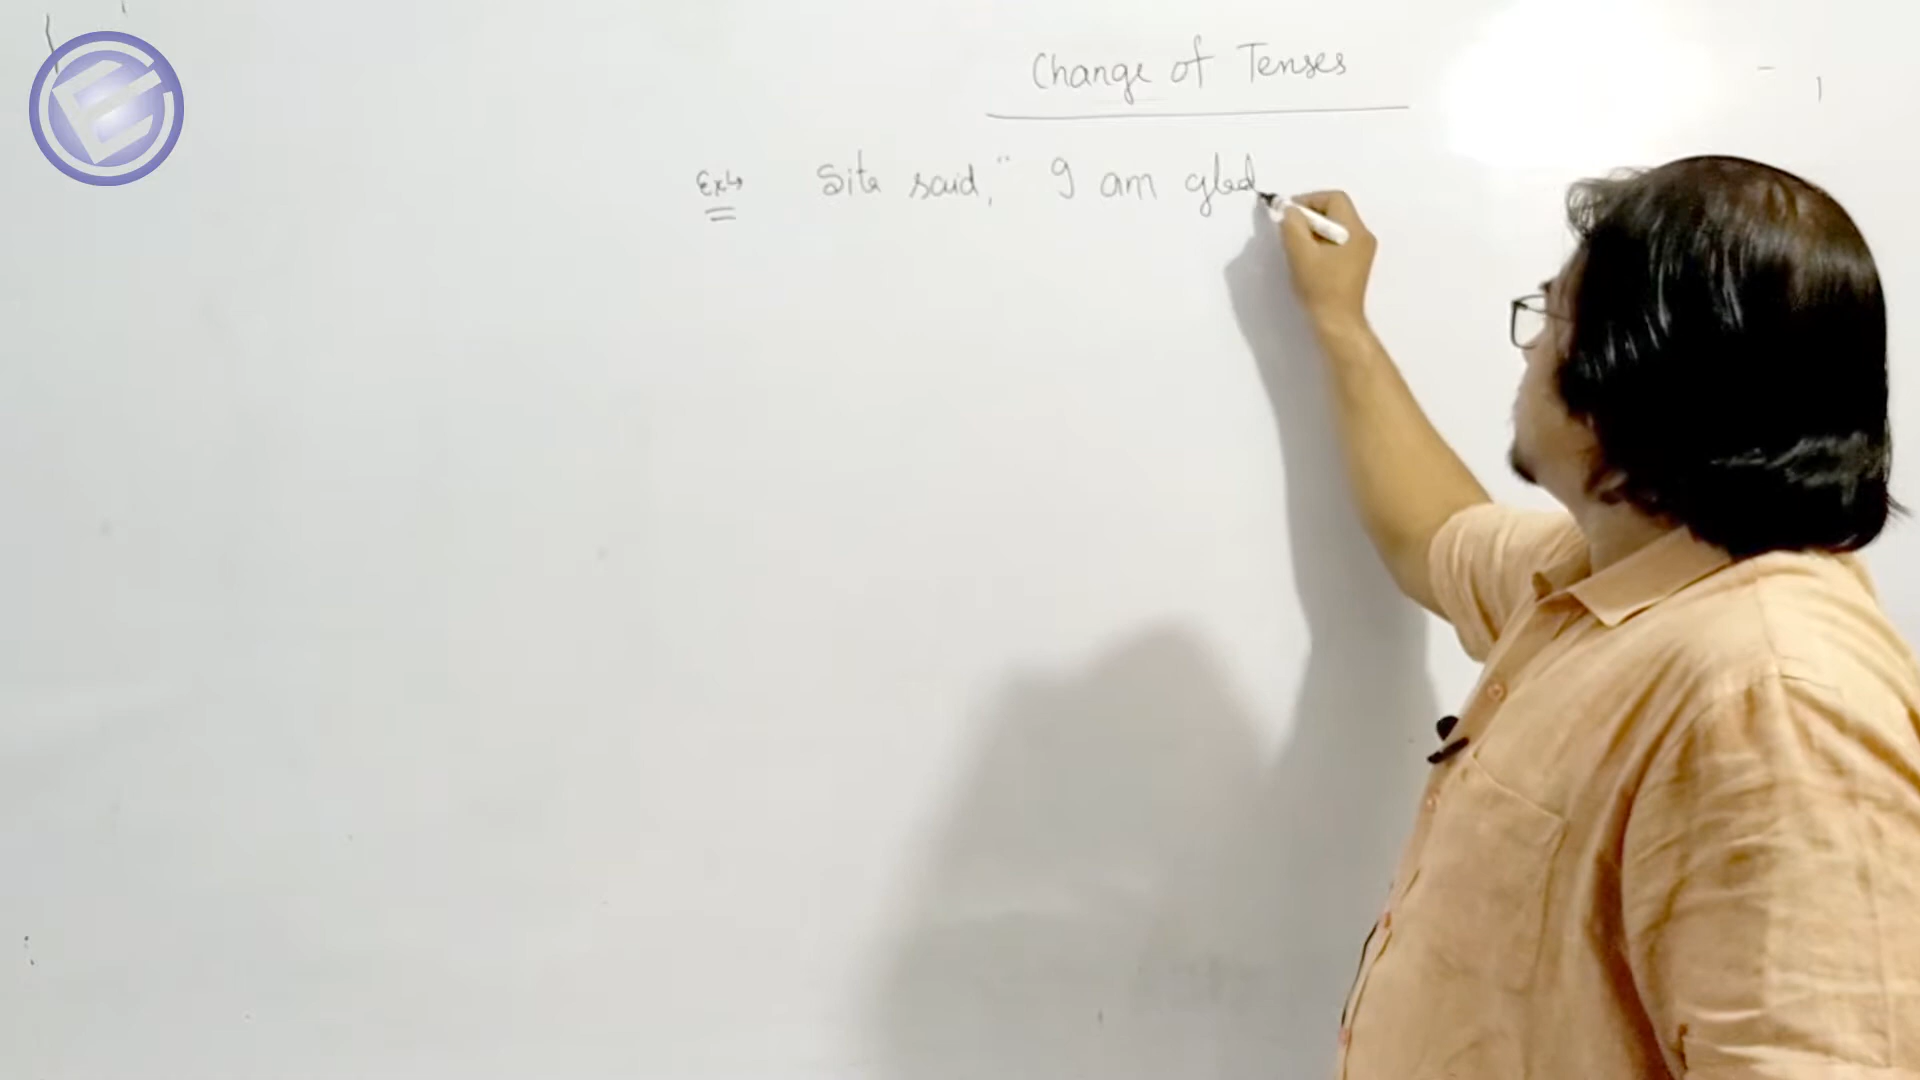 Change of Tenses
Ex↳ Sita said, " I am glad